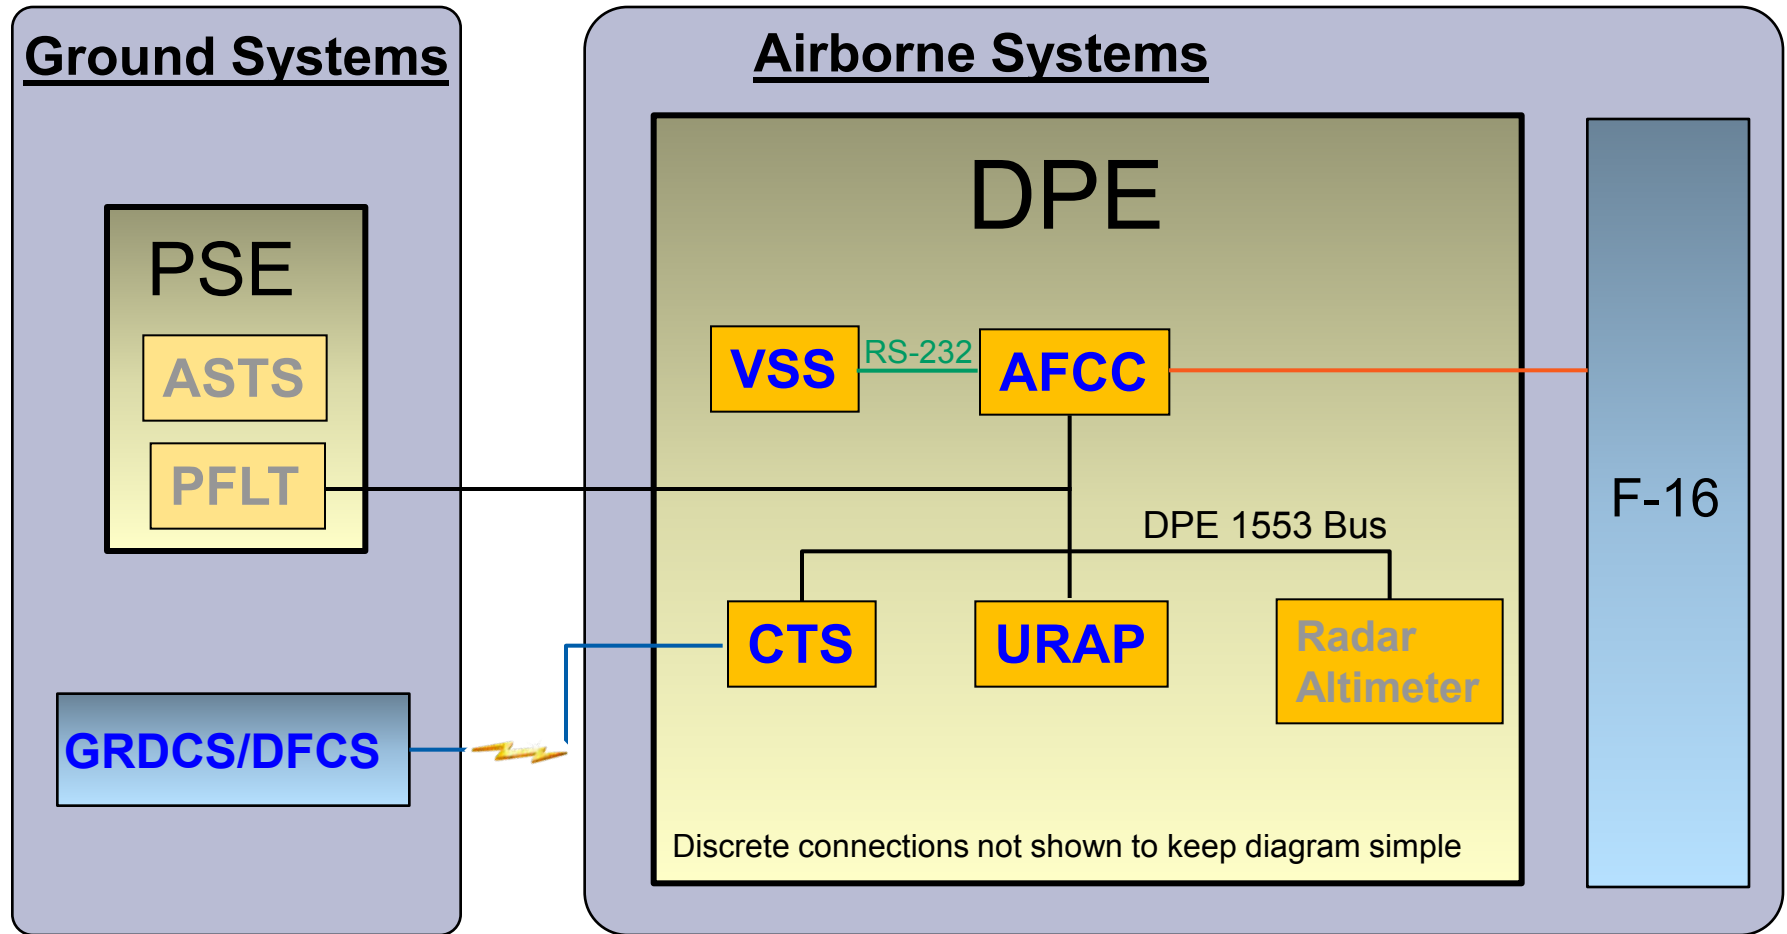 Ground Systems
PSE
ASTS
PFLT
GRDCS/DFCS
Airborne Systems
DPE
VSS
RS-232
AFCC
DPE 1553 Bus
CTS
URAP
Radar
Altimeter
Discrete connections not shown to keep diagram simple
F-16